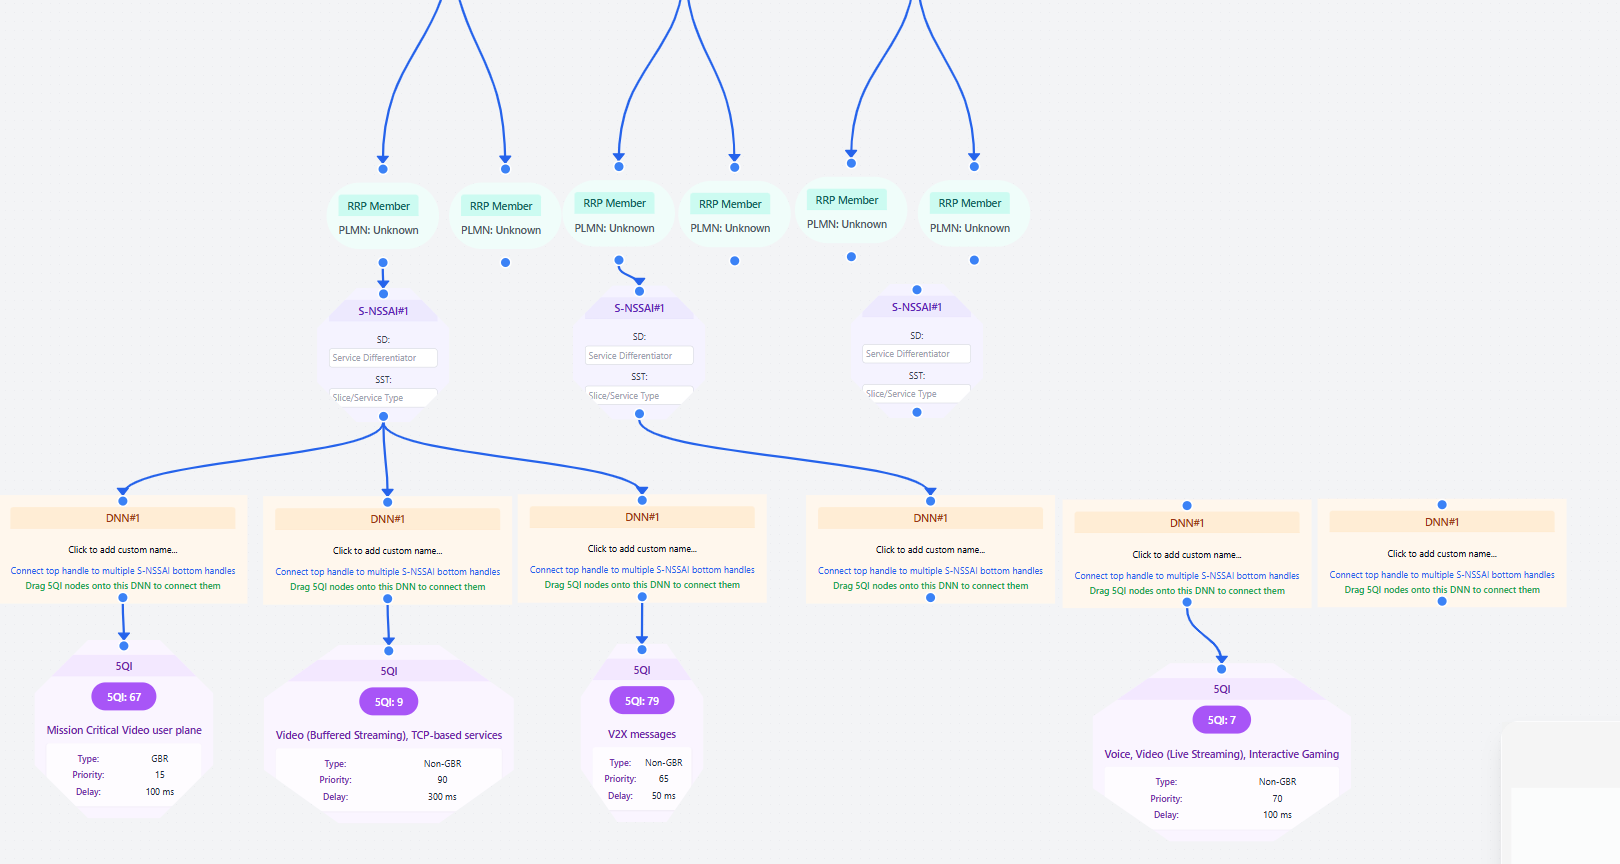 RRP Member
PLMN: Unknown
RRP Member
PLMN: Unknown
RRP Member
PLMN: Unknown
RRP Member
PLMN: Unknown
RRP Member
PLMN: Unknown
RRP Member
PLMN: Unknown
S-NSSAI#1
SD:
Service Differentiator
SST:
Slice/Service Type
S-NSSAI#1
SD:
Service Differentiator
SST:
Slice/Service Type
S-NSSAI#1
SD:
Service Differentiator
SST:
Slice/Service Type
DNN#1
Click to add custom name...
Connect top handle to multiple S-NSSAI bottom handles
Drag 5QI nodes onto this DNN to connect them
DNN#1
Click to add custom name...
Connect top handle to multiple S-NSSAI bottom handles
Drag 5QI nodes onto this DNN to connect them
DNN#1
Click to add custom name...
Connect top handle to multiple S-NSSAI bottom handles
Drag 5QI nodes onto this DNN to connect them
DNN#1
Click to add custom name...
Connect top handle to multiple S-NSSAI bottom handles
Drag 5QI nodes onto this DNN to connect them
DNN#1
Click to add custom name...
Connect top handle to multiple S-NSSAI bottom handles
Drag 5QI nodes onto this DNN to connect them
DNN#1
Click to add custom name...
Connect top handle to multiple S-NSSAI bottom handles
Drag 5QI nodes onto this DNN to connect them
5QI
5QI: 67
Mission Critical Video user plane
Type: GBR
Priority: 15
Delay: 100 ms
5QI
5QI: 9
Video (Buffered Streaming), TCP-based services
Type: Non-GBR
Priority: 90
Delay: 300 ms
5QI
5QI: 79
V2X messages
Type: Non-GBR
Priority: 65
Delay: 50 ms
5QI
5QI: 7
Voice, Video (Live Streaming), Interactive Gaming
Type: Non-GBR
Priority: 70
Delay: 100 ms